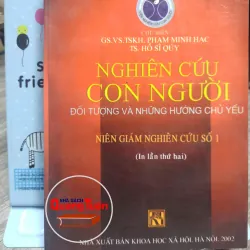 CHỦ BIÊN
GS.VS.TSKH. PHẠM MINH HẠC
TS. HỒ SĨ QUÝ
NGHIÊN CỨU
CON NGƯỜI
ĐỐI TƯỢNG VÀ NHỮNG HƯỚNG CHỦ YẾU
NIÊN GIÁM NGHIÊN CỨU SỐ 1
(In lần thứ hai)
NHÀ XUẤT BẢN KHOA HỌC XÃ HỘI. HÀ NỘI. 2002
friend